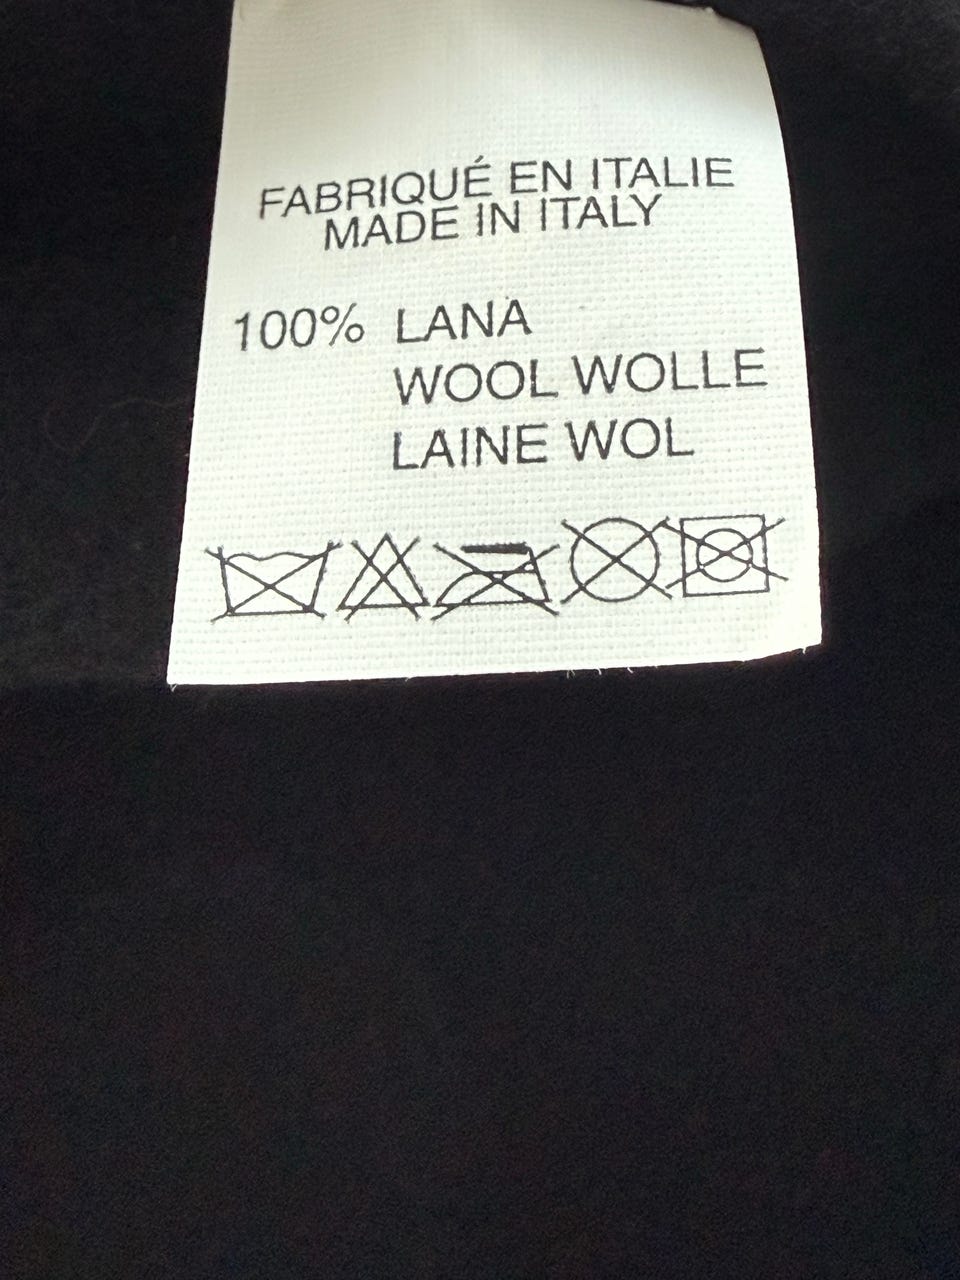 FABRIQUÉ EN ITALIE
MADE IN ITALY
100% LANA
WOOL WOLLE
LAINE WOL